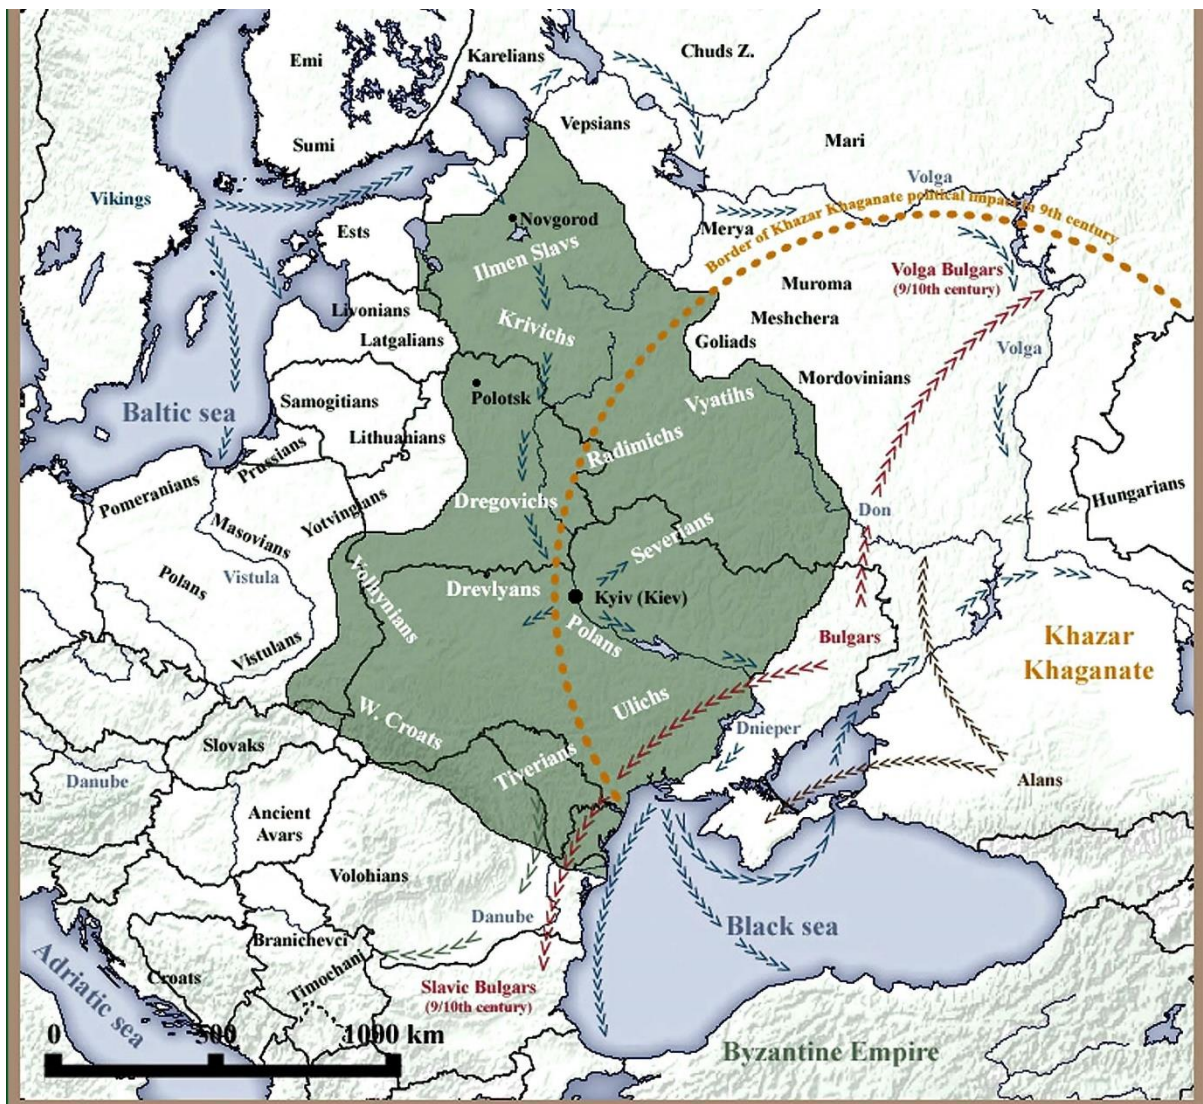 Karelians
Chuds Z.
Emi
Vepsians
Sumi
Mari
Volga
Vikings
Border of Khazar Khaganate political impact in 9th century
Novgorod
Merya
Ests
Ilmen Slavs
Volga Bulgars
(9/10th century)
Muroma
Livonians
Meshchera
Krivichs
Latgalians
Goliads
Volga
Mordovinians
Polotsk
Samogitians
Vyatihs
Baltic sea
Lithuanians
Radimichs
Prussians
Pomeranians
Hungarians
Yotvingians
Dregovichs
Don
Masovians
Severians
Polans
Vistula
Volhynians
Drevlyans
Kyiv (Kiev)
Polans
Bulgars
Khazar
Khaganate
Vistulans
Ulichs
W. Croats
Dnieper
Slovaks
Tiverians
Danube
Alans
Ancient
Avars
Volohians
Danube
Black sea
Branichevci
Adriatic sea
Croats
Timochani
Slavic Bulgars
(9/10th century)
0 500 1000 km
Byzantine Empire